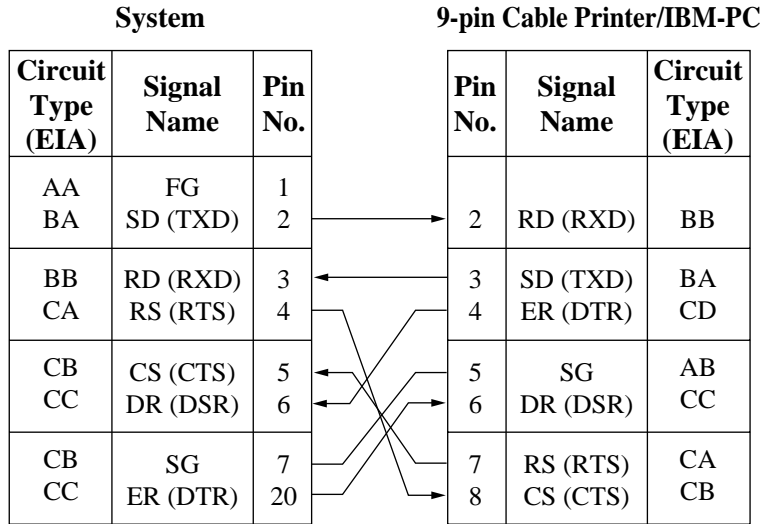 System 9-pin Cable Printer/IBM-PC
Circuit Type (EIA) Signal Name Pin No. Pin No. Signal Name Circuit Type (EIA)
AA FG 1
BA SD (TXD) 2 2 RD (RXD) BB
BB RD (RXD) 3 3 SD (TXD) BA
CA RS (RTS) 4 4 ER (DTR) CD
CB CS (CTS) 5 5 SG AB
CC DR (DSR) 6 6 DR (DSR) CC
CB SG 7 7 RS (RTS) CA
CC ER (DTR) 20 8 CS (CTS) CB